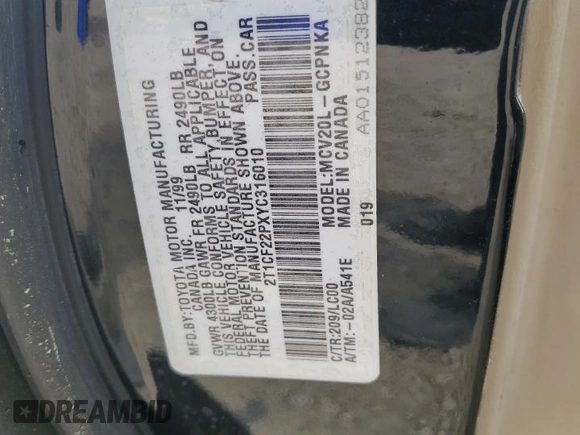 MFD.BY:TOYOTA MOTOR MANUFACTURING
CANADA INC. 11/99
GVWR 4300LB GAWR FR 2490LB RR 2490LB
THIS VEHICLE CONFORMS TO ALL APPLICABLE
FEDERAL MOTOR VEHICLE SAFETY,BUMPER, AND
THEFT PREVENTION STANDARDS IN EFFECT ON
THE DATE OF MANUFACTURE SHOWN ABOVE.
2T1CF22PXYC316010 PASS.CAR
C/TR:209/LC00 MODEL:MCV20L-GCPNKA
A/TM:-02A/A541E MADE IN CANADA
019 AA01512382
DREAMBID